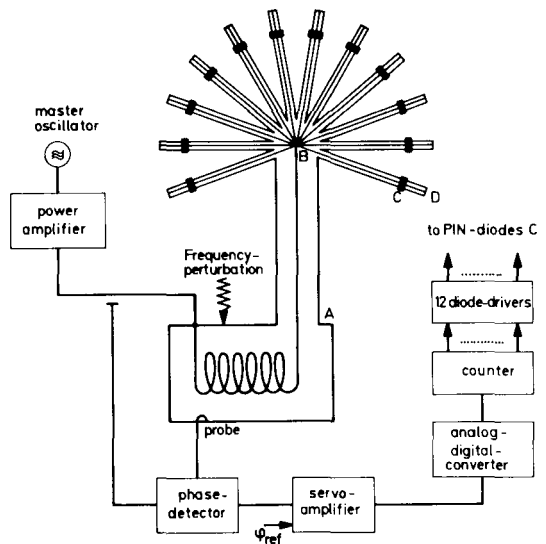 master
oscillator
B
C D
power
amplifier
to PIN-diodes C
Frequency-
perturbation
12 diode-drivers
A
counter
probe
analog-
digital-
converter
phase-
detector
servo-
amplifier
φref